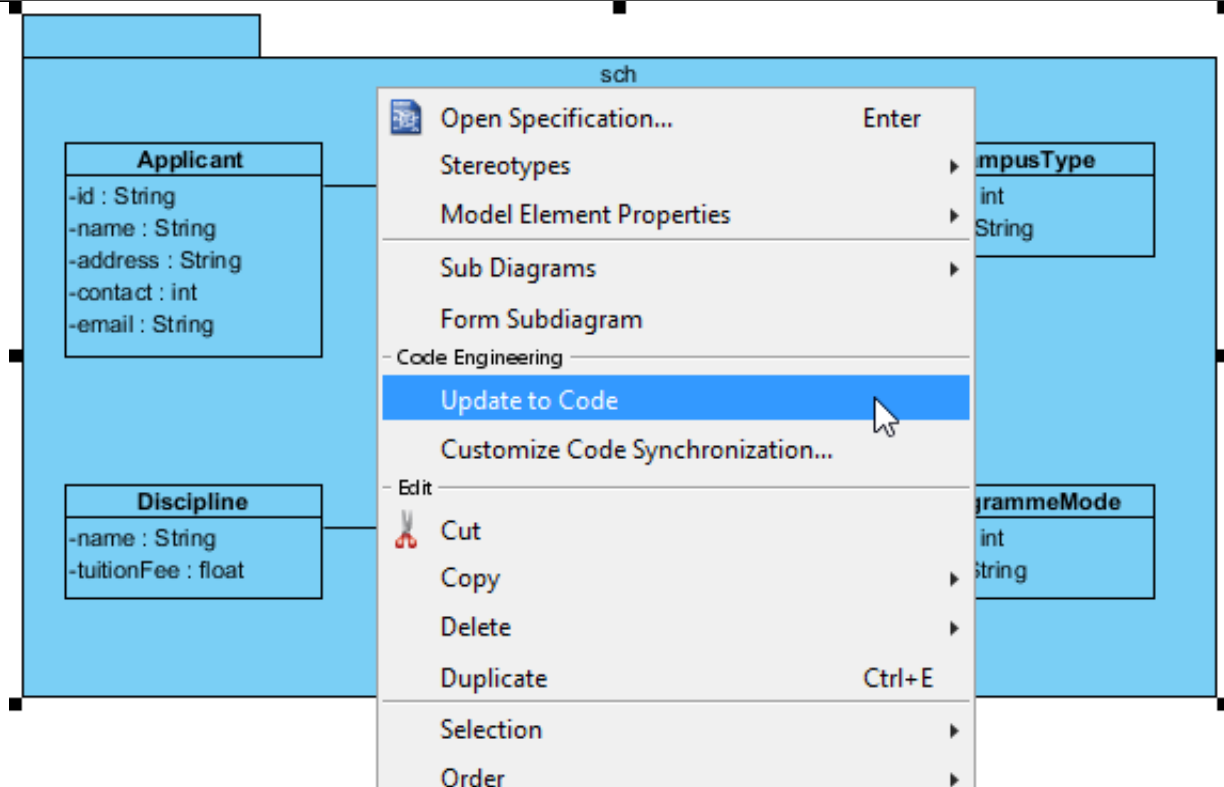 sch
Applicant
-id : String
-name : String
-address : String
-contact : int
-email : String
Discipline
-name : String
-tuitionFee : float
Open Specification... Enter
Stereotypes
Model Element Properties
Sub Diagrams
Form Subdiagram
Code Engineering
Update to Code
Customize Code Synchronization...
Edit
Cut
Copy
Delete
Duplicate Ctrl+E
Selection
Order
mpusType
int
String
grammeMode
int
String